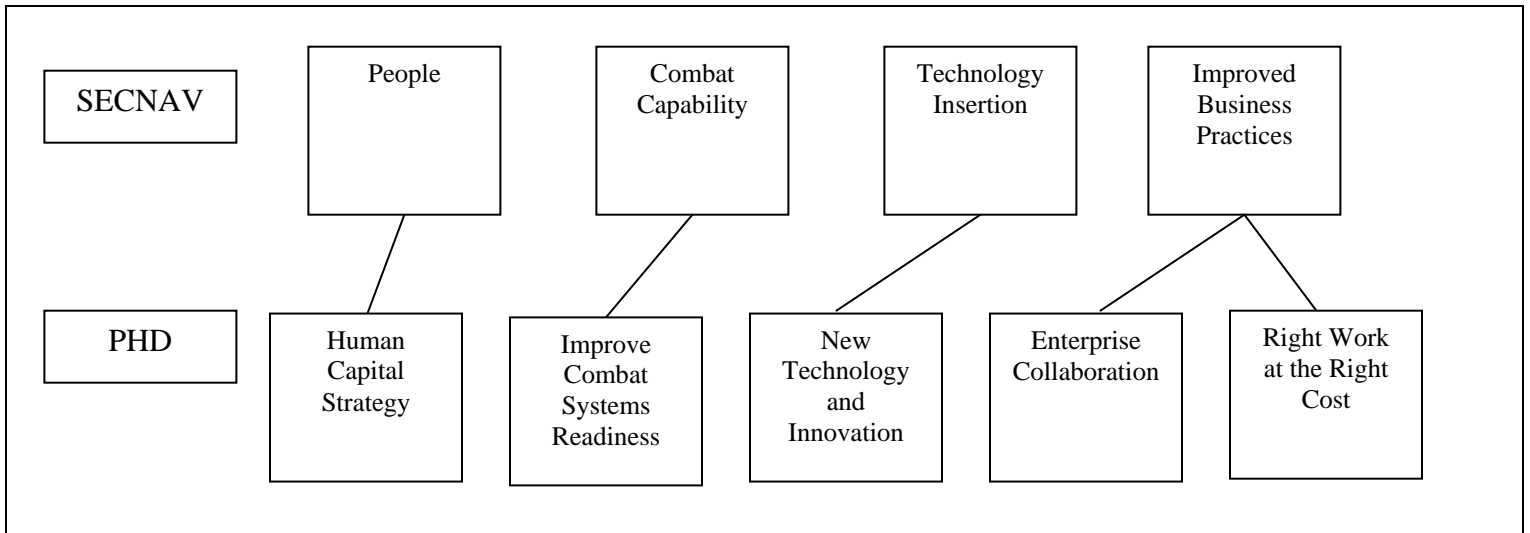 SECNAV
People
Combat
Capability
Technology
Insertion
Improved
Business
Practices
PHD
Human
Capital
Strategy
Improve
Combat
Systems
Readiness
New
Technology
and
Innovation
Enterprise
Collaboration
Right Work
at the Right
Cost